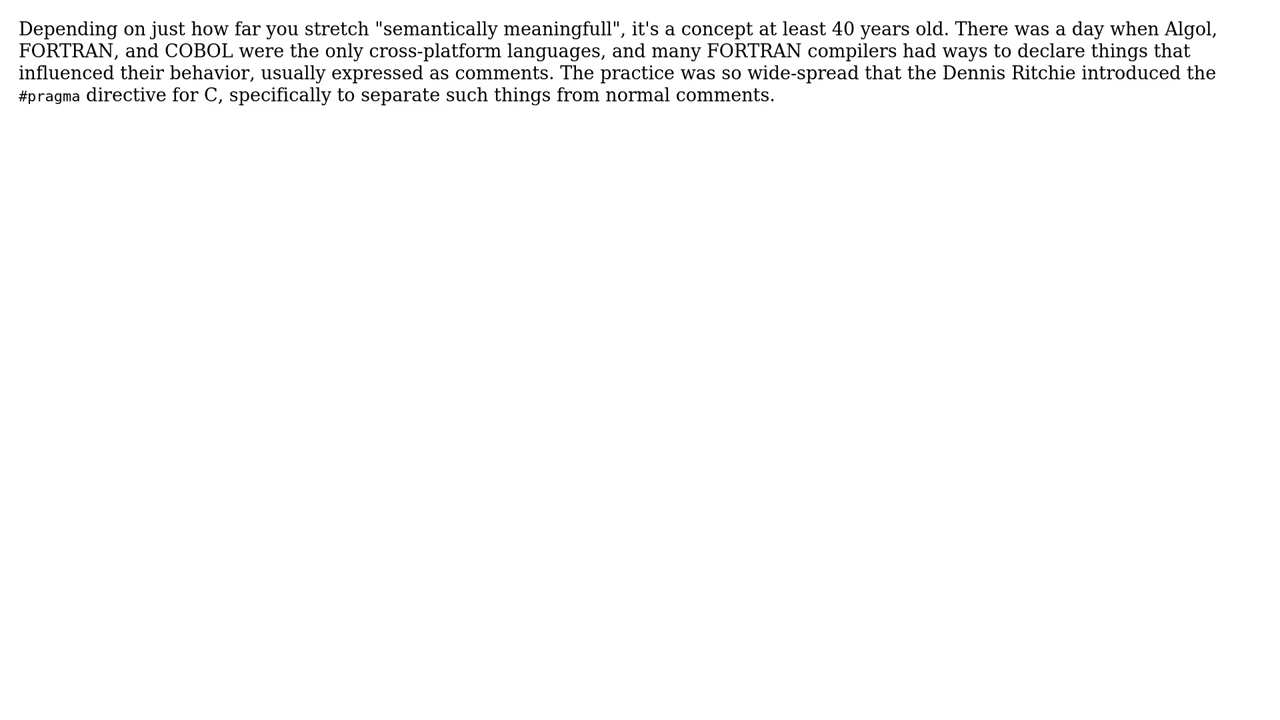 Depending on just how far you stretch "semantically meaningfull", it's a concept at least 40 years old. There was a day when Algol,
FORTRAN, and COBOL were the only cross-platform languages, and many FORTRAN compilers had ways to declare things that
influenced their behavior, usually expressed as comments. The practice was so wide-spread that the Dennis Ritchie introduced the
#pragma directive for C, specifically to separate such things from normal comments.